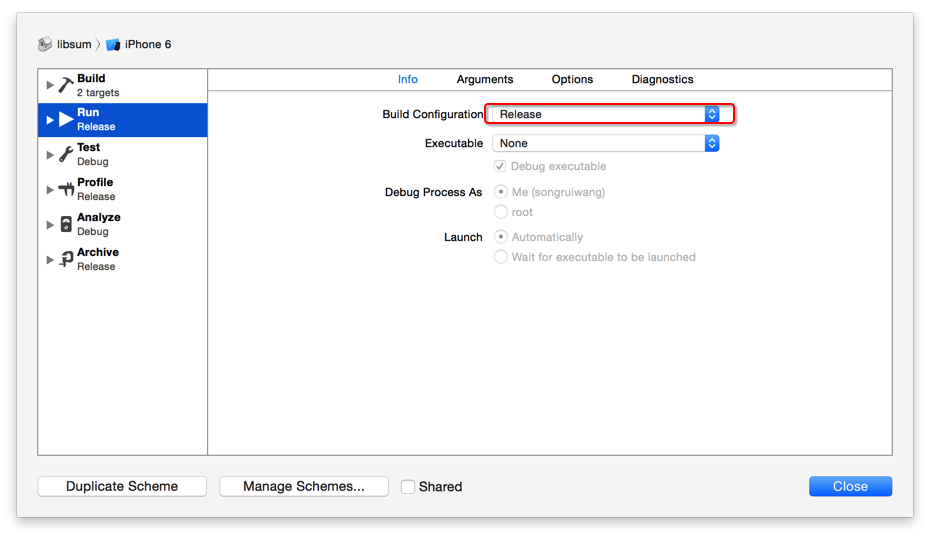 libsum iPhone 6
Build
2 targets
Run
Release
Test
Debug
Profile
Release
Analyze
Debug
Archive
Release
Info Arguments Options Diagnostics
Build Configuration Release
Executable None
Debug executable
Debug Process As Me (songruiwang)
root
Launch Automatically
Wait for executable to be launched
Duplicate Scheme Manage Schemes... Shared Close